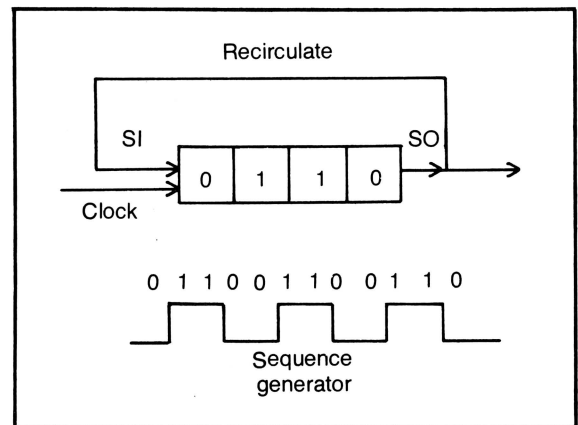 Recirculate
SI
SO
0 1 1 0
Clock
0 1 1 0 0 1 1 0 0 1 1 0
Sequence
generator